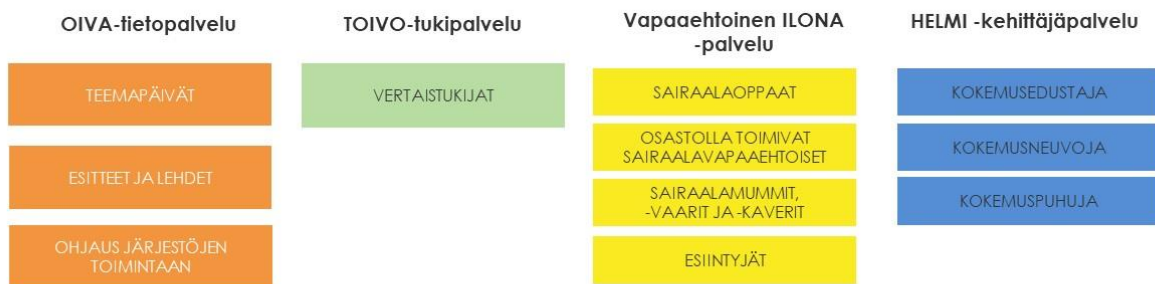 OIVA-tietopalvelu
TEEMAPÄIVÄT
ESITTEET JA LEHDET
OHJAUS JÄRJESTÖJEN
TOIMINTAAN
TOIVO-tukipalvelu
VERTAISTUKIJAT
Vapaaehtoinen ILONA
-palvelu
SAIRAALAOPPAAT
OSASTOLLA TOIMIVAT
SAIRAALAVAPAAEHTOISET
SAIRAALAMUMMIT,
-VAARIT JA -KAVERIT
ESIINTYJÄT
HELMI -kehittäjäpalvelu
KOKEMUSEDUSTAJA
KOKEMUSNEUVOJA
KOKEMUSPUHUJA